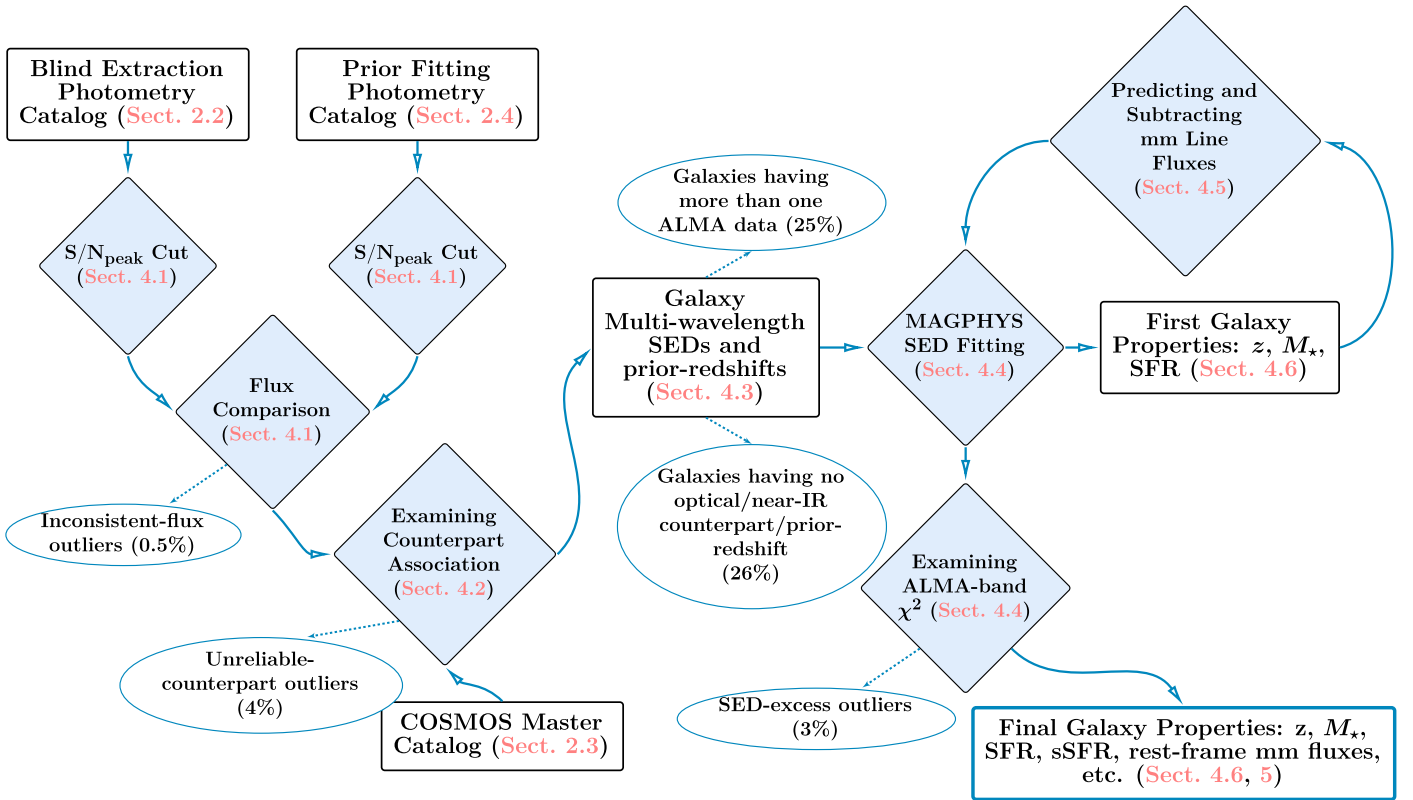 Blind Extraction
Photometry
Catalog (Sect. 2.2)
Prior Fitting
Photometry
Catalog (Sect. 2.4)
S/Npeak Cut
(Sect. 4.1)
S/Npeak Cut
(Sect. 4.1)
Flux
Comparison
(Sect. 4.1)
Inconsistent-flux
outliers (0.5%)
Examining
Counterpart
Association
(Sect. 4.2)
Unreliable-
counterpart outliers
(4%)
COSMOS Master
Catalog (Sect. 2.3)
Galaxies having
more than one
ALMA data (25%)
Galaxy
Multi-wavelength
SEDs and
prior-redshifts
(Sect. 4.3)
Galaxies having no
optical/near-IR
counterpart/prior-
redshift
(26%)
MAGPHYS
SED Fitting
(Sect. 4.4)
First Galaxy
Properties: z, M⋆,
SFR (Sect. 4.6)
Predicting and
Subtracting
mm Line
Fluxes
(Sect. 4.5)
Examining
ALMA-band
χ² (Sect. 4.4)
SED-excess outliers
(3%)
Final Galaxy Properties: z, M⋆,
SFR, sSFR, rest-frame mm fluxes,
etc. (Sect. 4.6, 5)